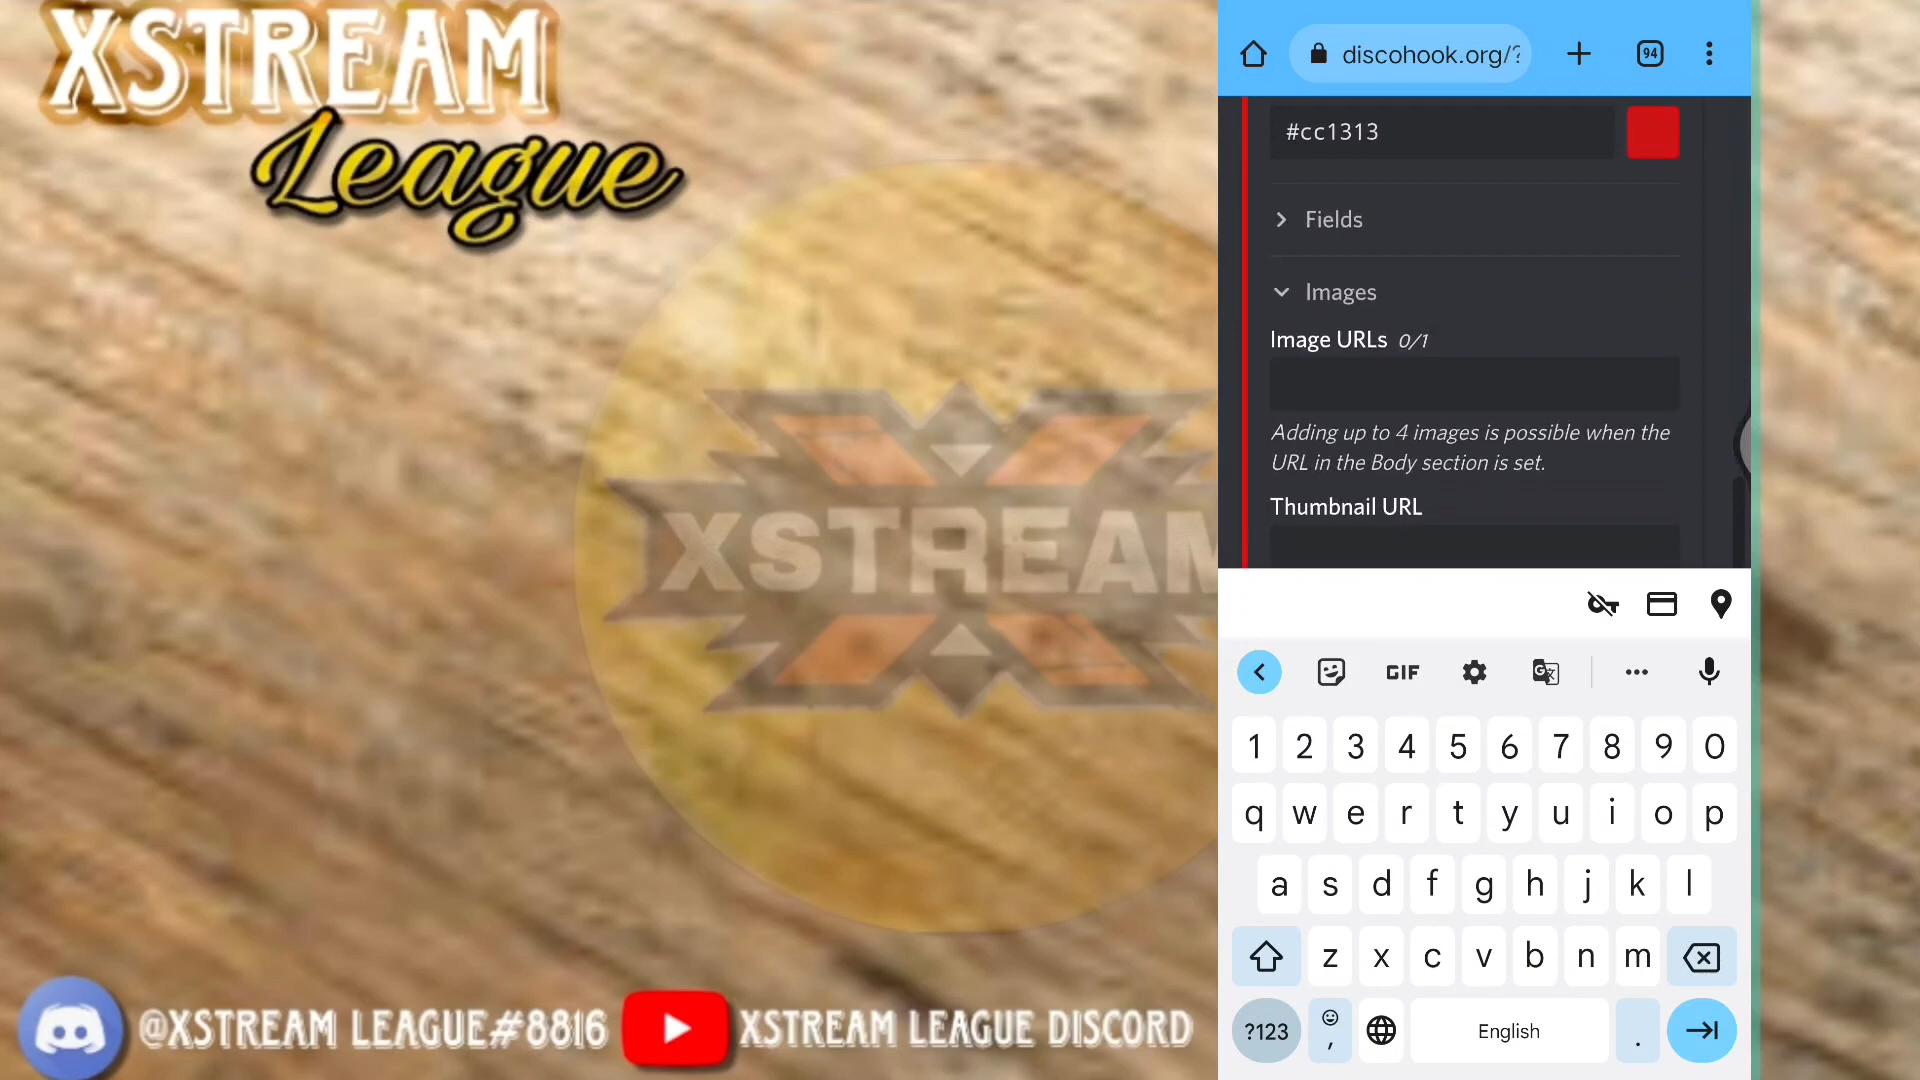 XSTREAM
League
XSTREAM
@XSTREAM LEAGUE#8816
XSTREAM LEAGUE DISCORD
discohook.org/?
94
#cc1313
Fields
Images
Image URLs 0/1
Adding up to 4 images is possible when the
URL in the Body section is set.
Thumbnail URL
GIF
1 2 3 4 5 6 7 8 9 0
q w e r t y u i o p
a s d f g h j k l
z x c v b n m
?123 , English .